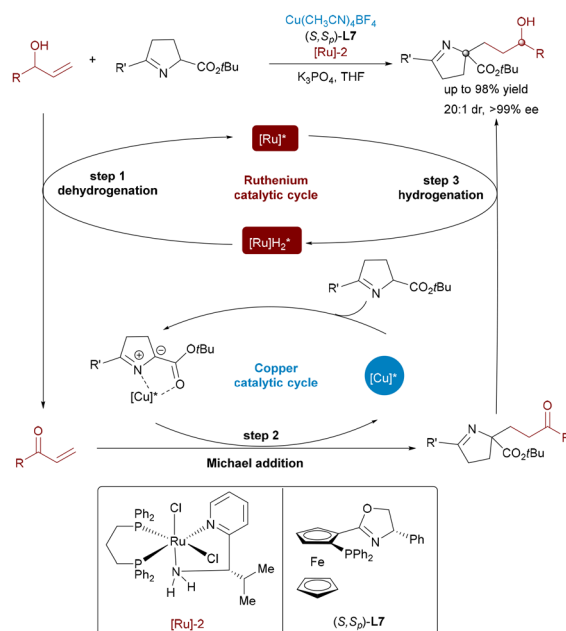 Cu(CH3CN)4BF4
(S,Sp)-L7
[Ru]-2
K3PO4, THF
OH
R
+
R'
N
CO2tBu
N
R'
CO2tBu
OH
R
up to 98% yield
20:1 dr, >99% ee
step 1
dehydrogenation
[Ru]*
Ruthenium
catalytic cycle
step 3
hydrogenation
[Ru]H2*
R'
N
CO2tBu
R'
N
+
−
OtBu
O
[Cu]*
Copper
catalytic cycle
[Cu]*
O
R
step 2
Michael addition
N
R'
O
R
CO2tBu
Ph2
P
Cl
N
Ru
Cl
P
Ph2
N
H
H
Me
Me
[Ru]-2
O
N
Ph
Fe
PPh2
(S,Sp)-L7